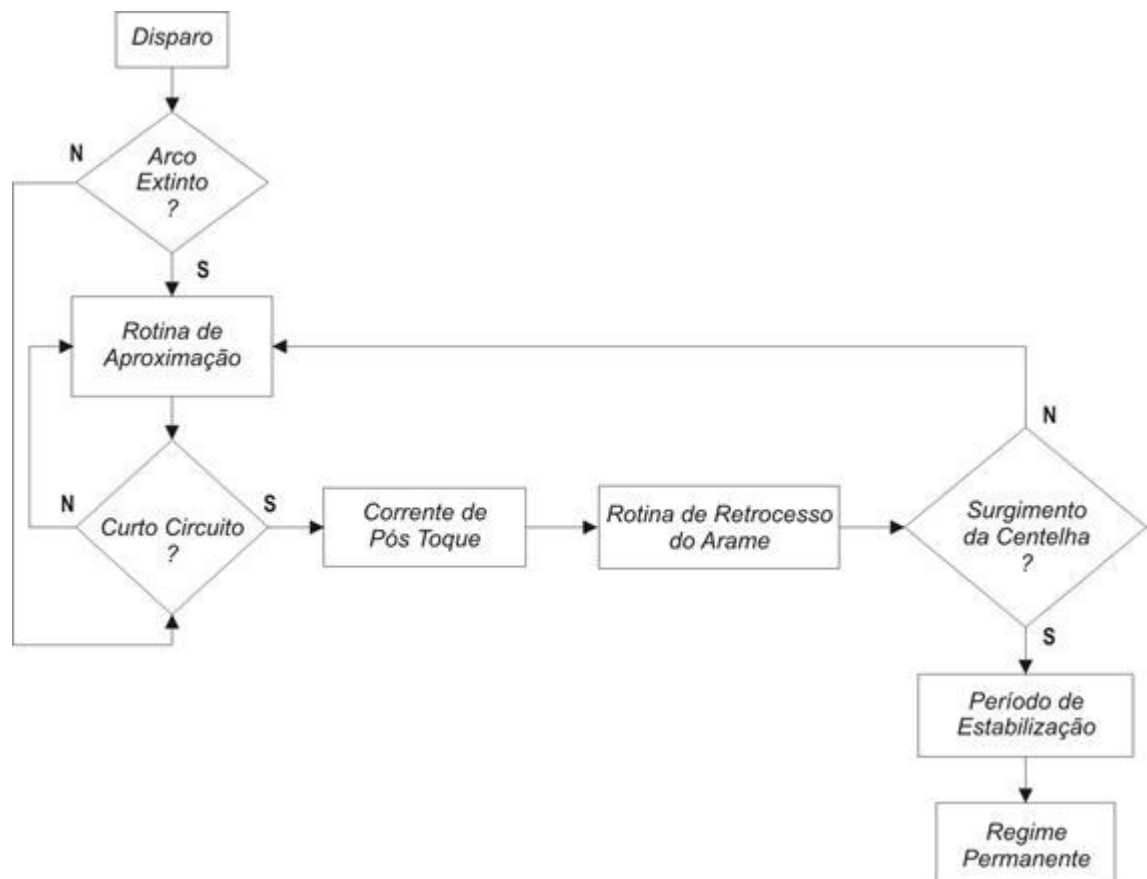 Disparo
N
Arco
Extinto
?
S
Rotina de
Aproximação
N
Curto Circuito
?
S
Corrente de
Pós Toque
Rotina de Retrocesso
do Arame
N
Surgimento
da Centelha
?
S
Período de
Estabilização
Regime
Permanente